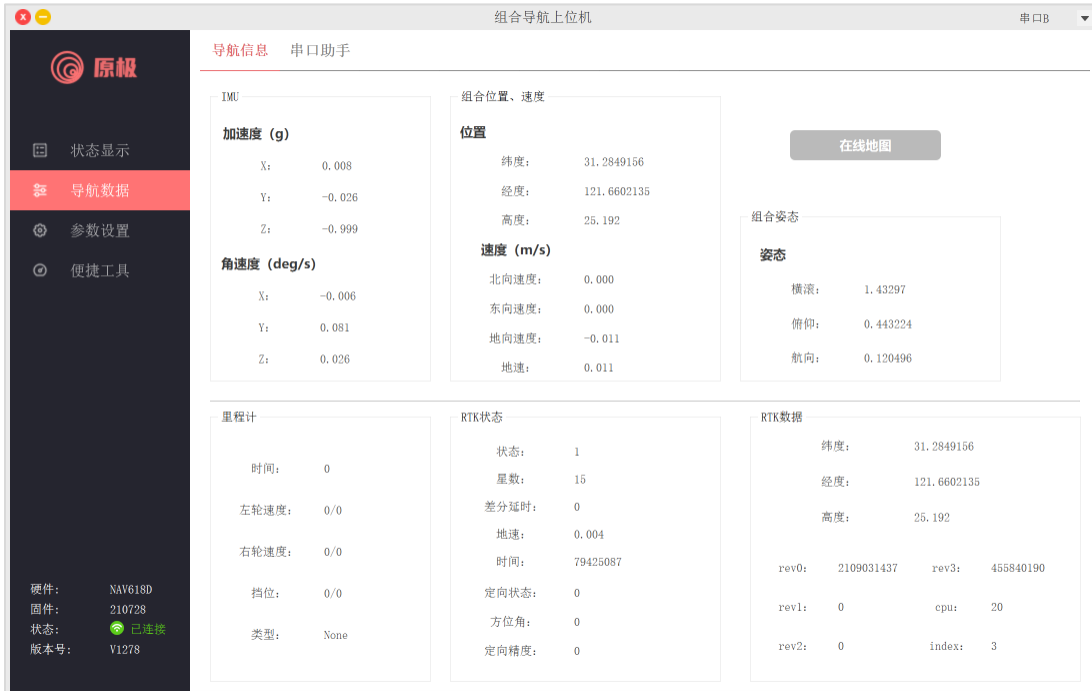 组合导航上位机
串口B
原极
导航信息 串口助手
状态显示
导航数据
参数设置
便捷工具
硬件: NAV618D
固件: 210728
状态: 已连接
版本号: V1278
IMU
加速度 (g)
X: 0.008
Y: -0.026
Z: -0.999
角速度 (deg/s)
X: -0.006
Y: 0.081
Z: 0.026
组合位置、速度
位置
纬度: 31.2849156
经度: 121.6602135
高度: 25.192
速度 (m/s)
北向速度: 0.000
东向速度: 0.000
地向速度: -0.011
地速: 0.011
在线地图
组合姿态
姿态
横滚: 1.43297
俯仰: 0.443224
航向: 0.120496
里程计
时间: 0
左轮速度: 0/0
右轮速度: 0/0
挡位: 0/0
类型: None
RTK状态
状态: 1
星数: 15
差分延时: 0
地速: 0.004
时间: 79425087
定向状态: 0
方位角: 0
定向精度: 0
RTK数据
纬度: 31.2849156
经度: 121.6602135
高度: 25.192
rev0: 2109031437 rev3: 455840190
rev1: 0 cpu: 20
rev2: 0 index: 3